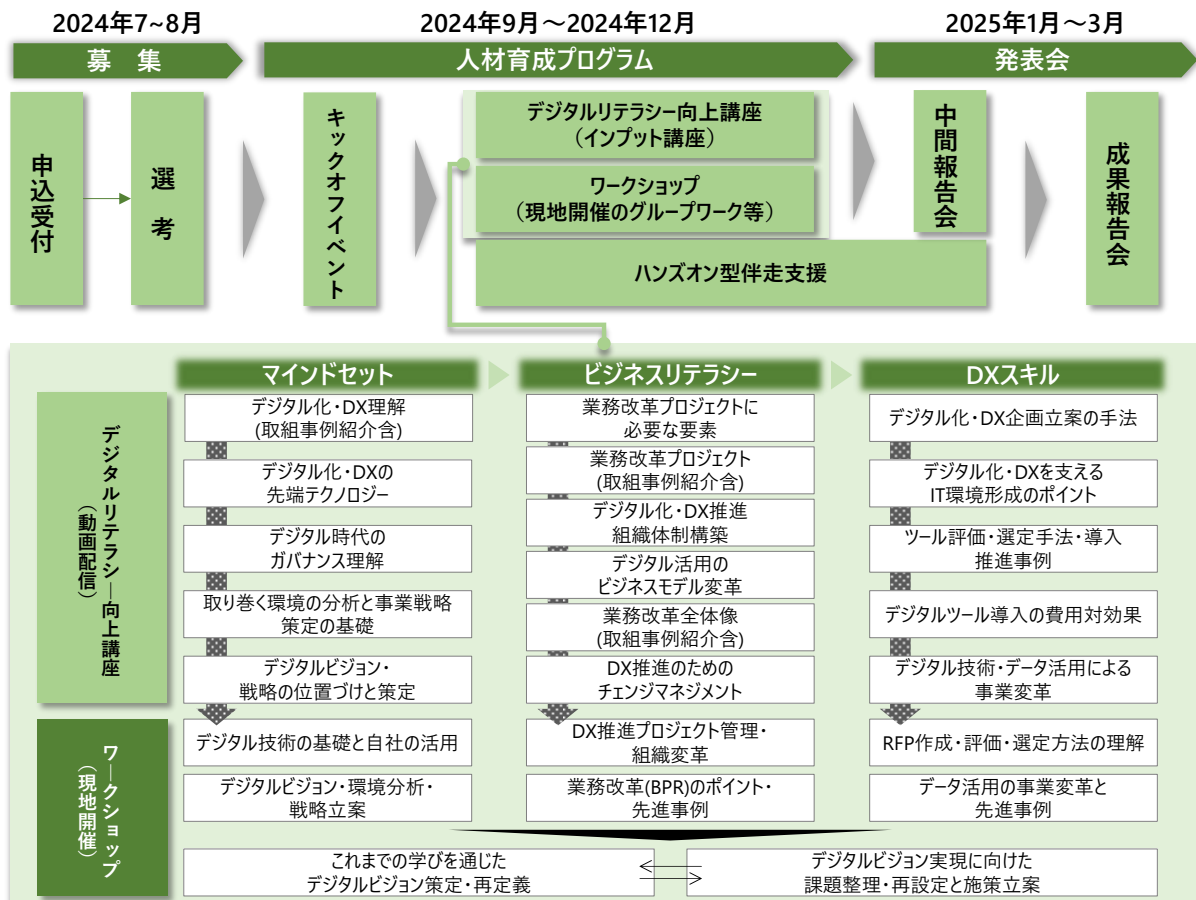 2024年7~8月
2024年9月~2024年12月
2025年1月~3月
募 集
人材育成プログラム
発表会
申込受付
選考
キックオフイベント
デジタルリテラシー向上講座
(インプット講座)
ワークショップ
(現地開催のグループワーク等)
ハンズオン型伴走支援
中間報告会
成果報告会
マインドセット
ビジネスリテラシー
DXスキル
デジタルリテラシー向上講座
(動画配信)
デジタル化・DX理解
(取組事例紹介含)
デジタル化・DXの
先端テクノロジー
デジタル時代の
ガバナンス理解
取り巻く環境の分析と事業戦略
策定の基礎
デジタルビジョン・
戦略の位置づけと策定
業務改革プロジェクトに
必要な要素
業務改革プロジェクト
(取組事例紹介含)
デジタル化・DX推進
組織体制構築
デジタル活用の
ビジネスモデル変革
業務改革全体像
(取組事例紹介含)
DX推進のための
チェンジマネジメント
デジタル化・DX企画立案の手法
デジタル化・DXを支える
IT環境形成のポイント
ツール評価・選定手法・導入
推進事例
デジタルツール導入の費用対効果
デジタル技術・データ活用による
事業変革
ワークショップ
(現地開催)
デジタル技術の基礎と自社の活用
デジタルビジョン・環境分析・
戦略立案
DX推進プロジェクト管理・
組織変革
業務改革(BPR)のポイント・
先進事例
RFP作成・評価・選定方法の理解
データ活用の事業変革と
先進事例
これまでの学びを通じた
デジタルビジョン策定・再定義
デジタルビジョン実現に向けた
課題整理・再設定と施策立案